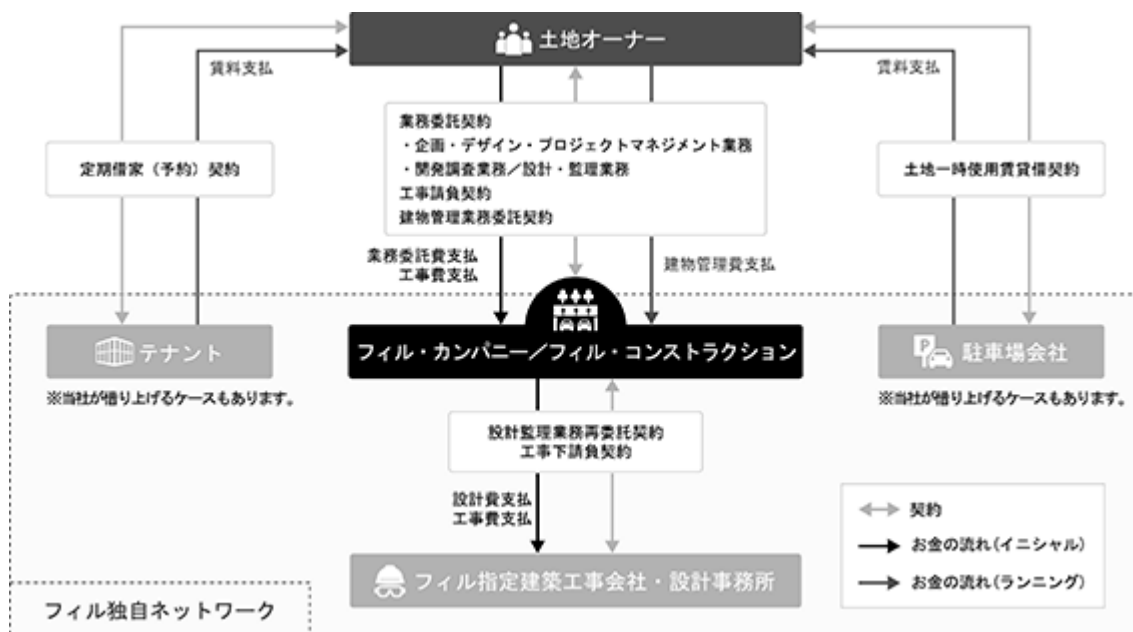 土地オーナー
賃料支払
賃料支払
業務委託契約
・企画・デザイン・プロジェクトマネジメント業務
・開発調査業務／設計・監理業務
工事請負契約
建物管理業務委託契約
定期借家（予約）契約
土地一時使用賃貸借契約
業務委託費支払
工事費支払
建物管理費支払
テナント
フィル・カンパニー／フィル・コンストラクション
P
駐車場会社
※当社が借り上げるケースもあります。
※当社が借り上げるケースもあります。
設計監理業務再委託契約
工事下請負契約
設計費支払
工事費支払
フィル指定建築工事会社・設計事務所
契約
お金の流れ（イニシャル）
お金の流れ（ランニング）
フィル独自ネットワーク